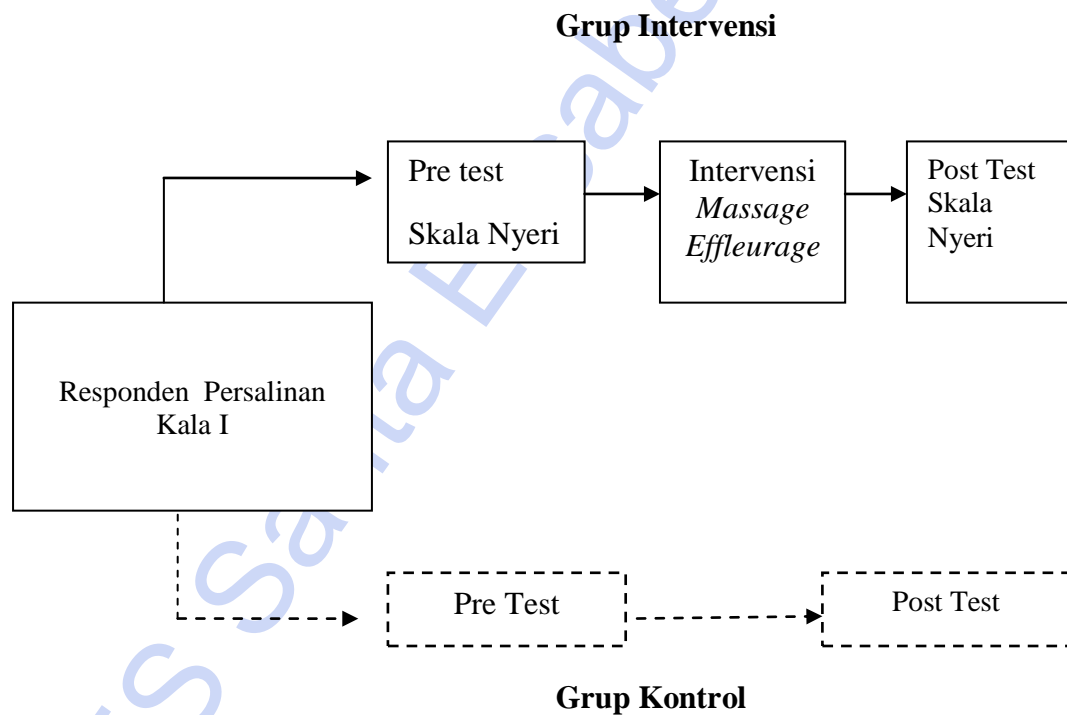 Grup Intervensi
Pre test
Skala Nyeri
Intervensi
Massage
Effleurage
Post Test
Skala
Nyeri
Responden Persalinan
Kala I
Pre Test
Post Test
Grup Kontrol